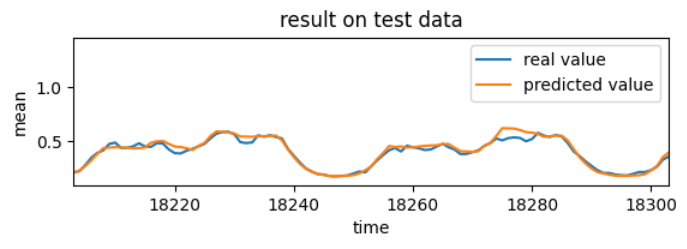 result on test data
real value
predicted value
mean
1.0
0.5
18220 18240 18260 18280 18300
time